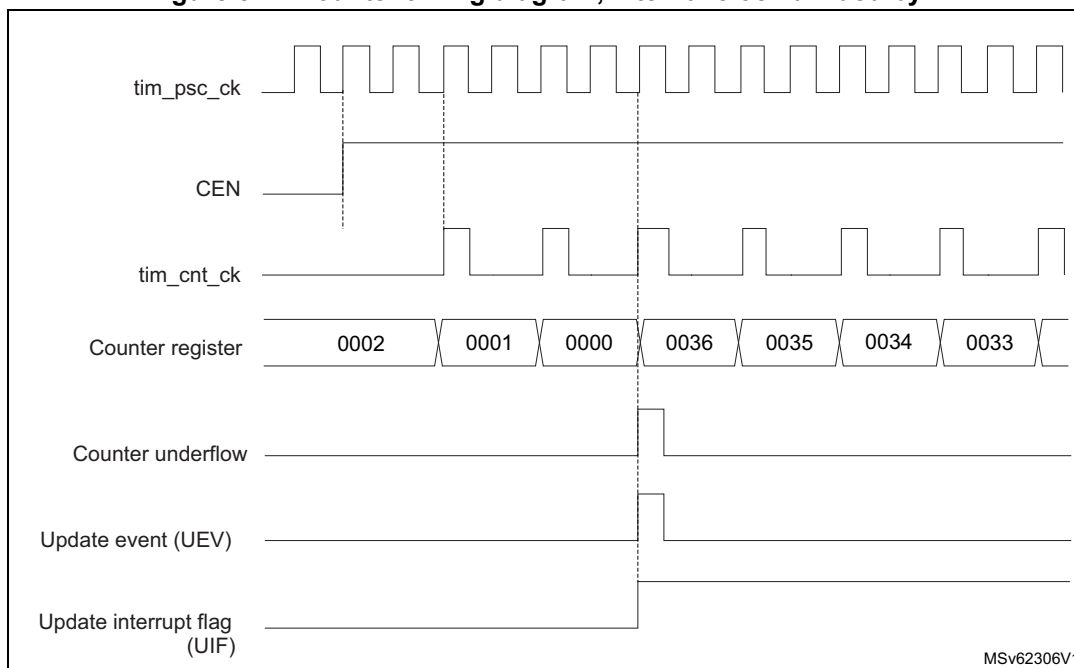 tim_psc_ck
CEN
tim_cnt_ck
Counter register
0002 0001 0000 0036 0035 0034 0033
Counter underflow
Update event (UEV)
Update interrupt flag
(UIF)